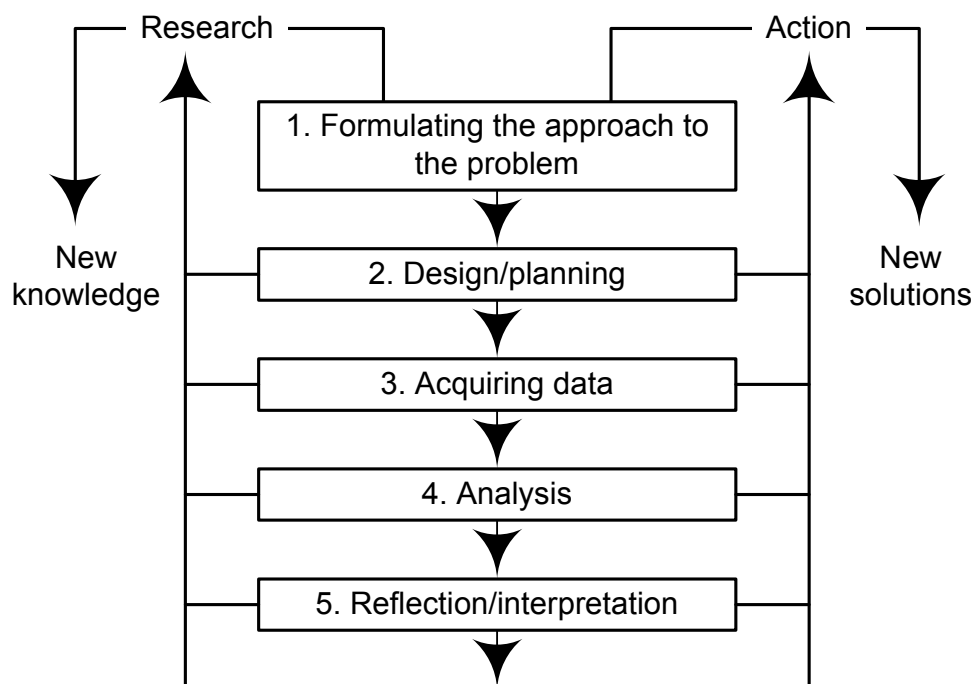 Research
Action
1. Formulating the approach to
the problem
New
knowledge
2. Design/planning
New
solutions
3. Acquiring data
4. Analysis
5. Reflection/interpretation